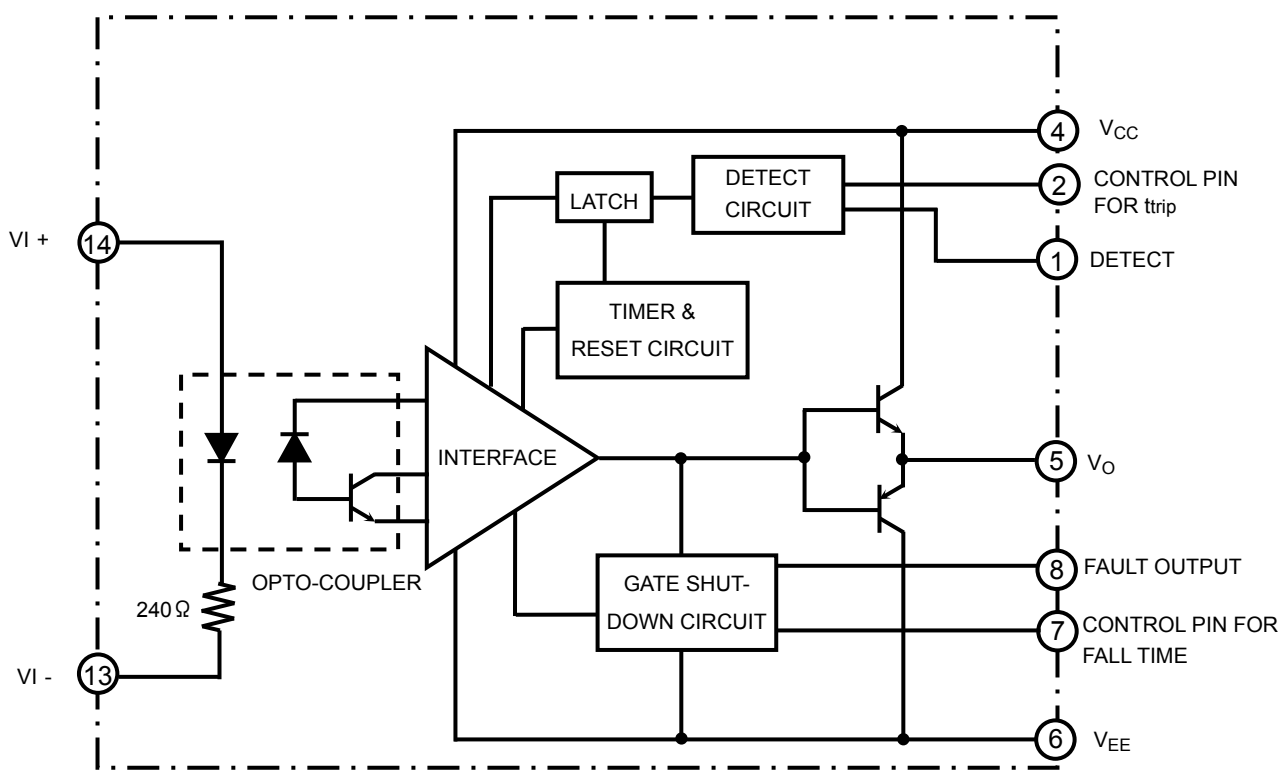 4
VCC
2
CONTROL PIN
FOR ttrip
1
DETECT
DETECT
CIRCUIT
LATCH
TIMER &
RESET CIRCUIT
VI +
14
INTERFACE
5
VO
OPTO-COUPLER
240Ω
GATE SHUT-
DOWN CIRCUIT
8
FAULT OUTPUT
7
CONTROL PIN FOR
FALL TIME
VI -
13
6
VEE